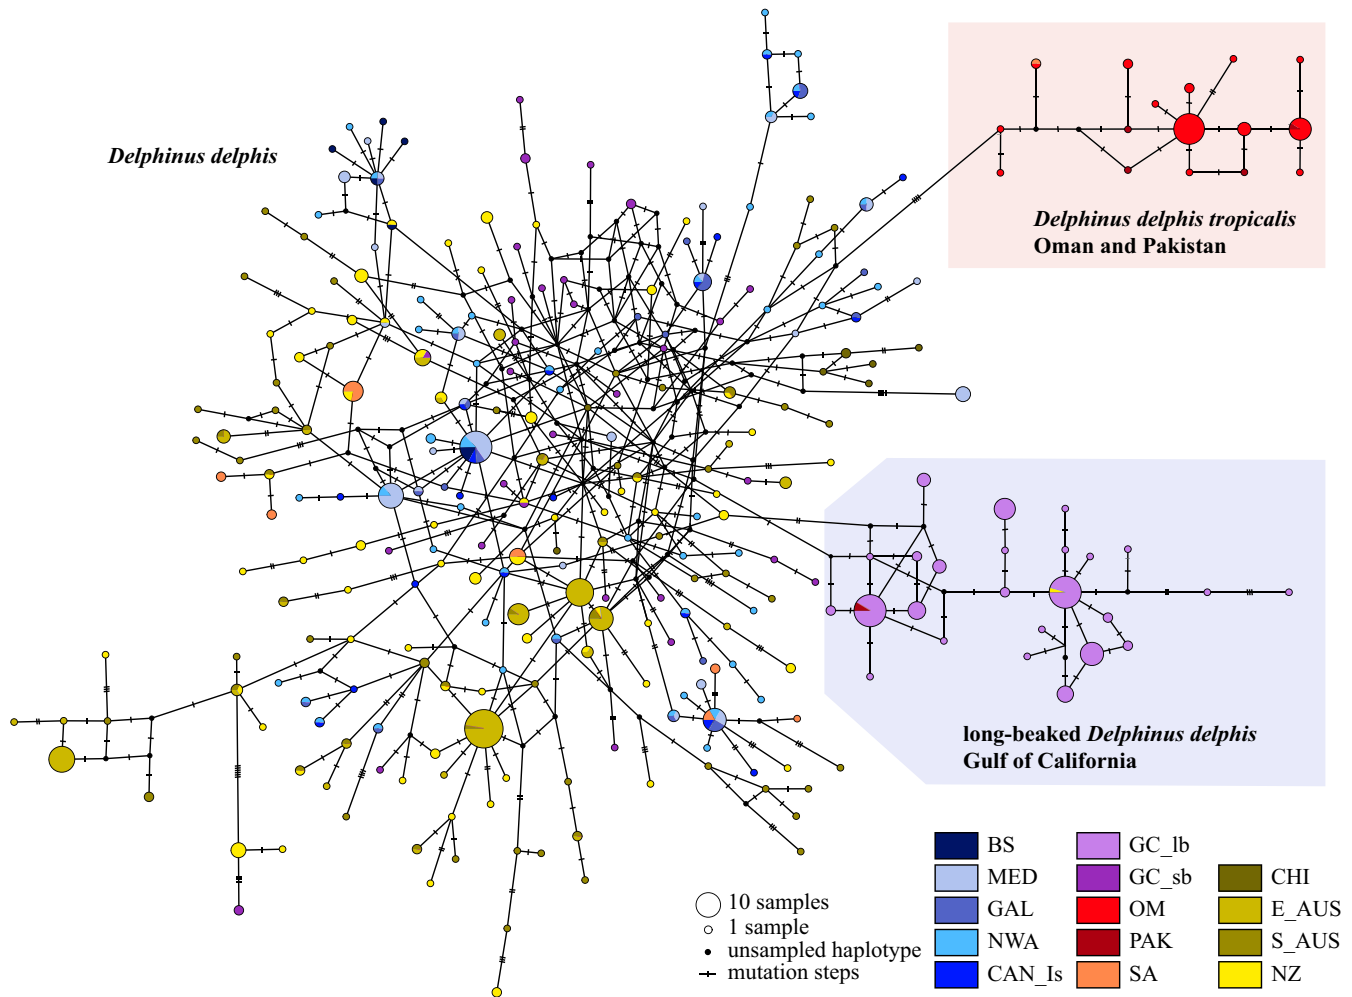 Delphinus delphis
Delphinus delphis tropicalis
Oman and Pakistan
long-beaked Delphinus delphis
Gulf of California
10 samples
1 sample
unsampled haplotype
mutation steps
BS
MED
GAL
NWA
CAN_Is
GC_lb
GC_sb
OM
PAK
SA
CHI
E_AUS
S_AUS
NZ